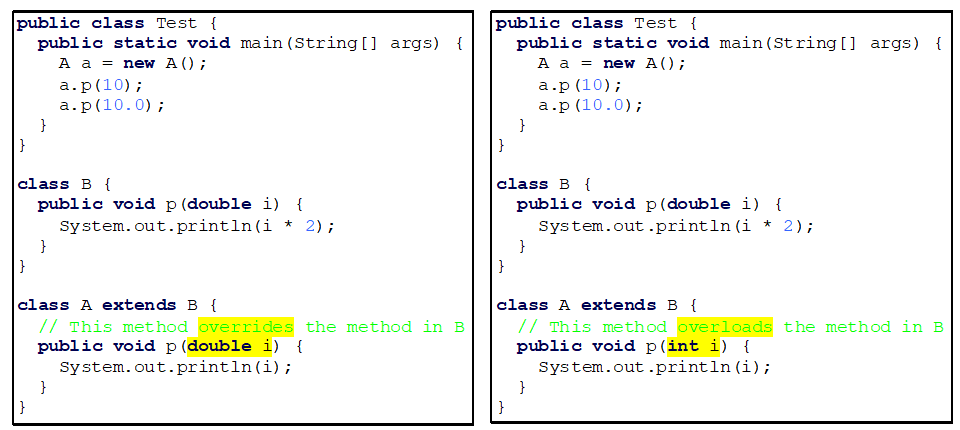 public class Test {
  public static void main(String[] args) {
    A a = new A();
    a.p(10);
    a.p(10.0);
  }
}

class B {
  public void p(double i) {
    System.out.println(i * 2);
  }
}

class A extends B {
  // This method overrides the method in B
  public void p(double i) {
    System.out.println(i);
  }
}

public class Test {
  public static void main(String[] args) {
    A a = new A();
    a.p(10);
    a.p(10.0);
  }
}

class B {
  public void p(double i) {
    System.out.println(i * 2);
  }
}

class A extends B {
  // This method overloads the method in B
  public void p(int i) {
    System.out.println(i);
  }
}